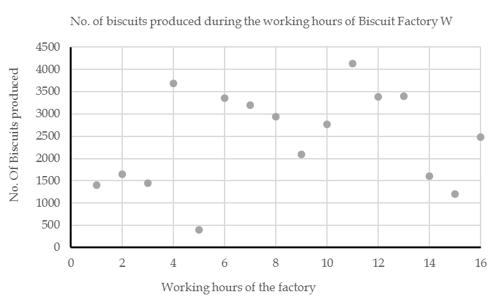 No. of biscuits produced during the working hours of Biscuit Factory W
No. Of Biscuits produced
4500
4000
3500
3000
2500
2000
1500
1000
500
0
0 2 4 6 8 10 12 14 16
Working hours of the factory